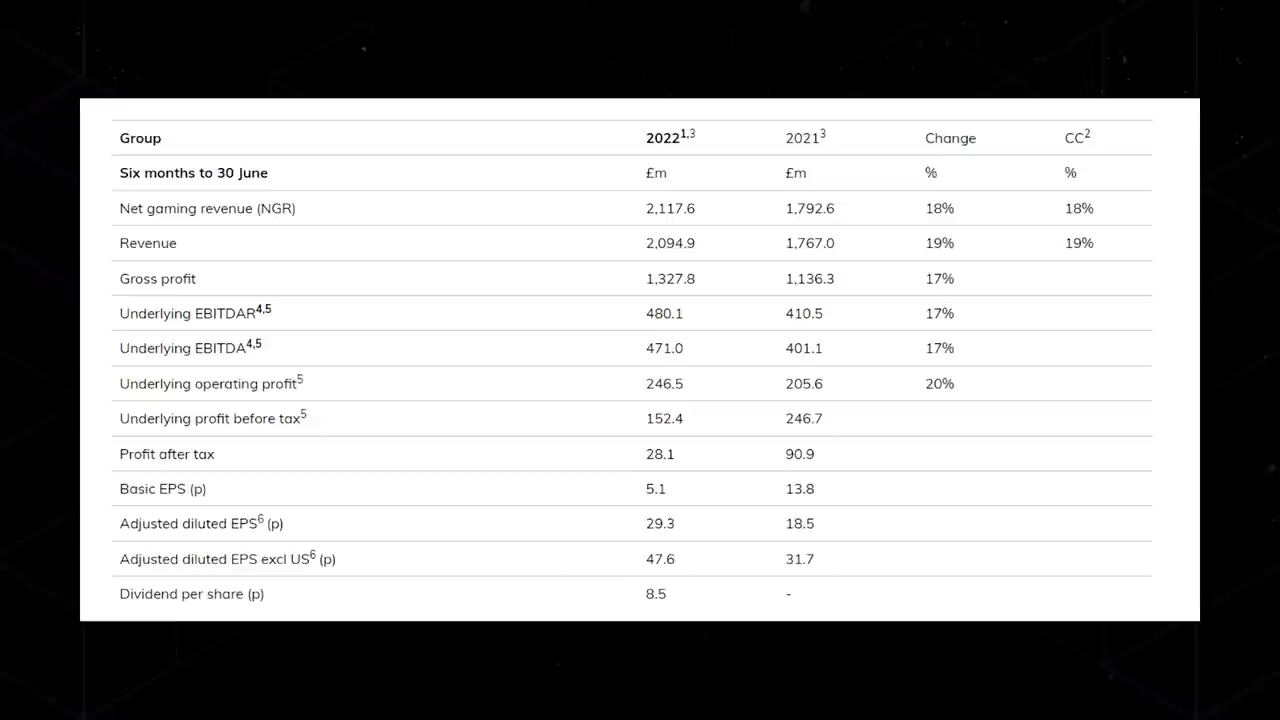 Group 20221,3 20213 Change CC2
Six months to 30 June £m £m % %
Net gaming revenue (NGR) 2,117.6 1,792.6 18% 18%
Revenue 2,094.9 1,767.0 19% 19%
Gross profit 1,327.8 1,136.3 17%
Underlying EBITDAR4,5 480.1 410.5 17%
Underlying EBITDA4,5 471.0 401.1 17%
Underlying operating profit5 246.5 205.6 20%
Underlying profit before tax5 152.4 246.7
Profit after tax 28.1 90.9
Basic EPS (p) 5.1 13.8
Adjusted diluted EPS6 (p) 29.3 18.5
Adjusted diluted EPS excl US6 (p) 47.6 31.7
Dividend per share (p) 8.5 -